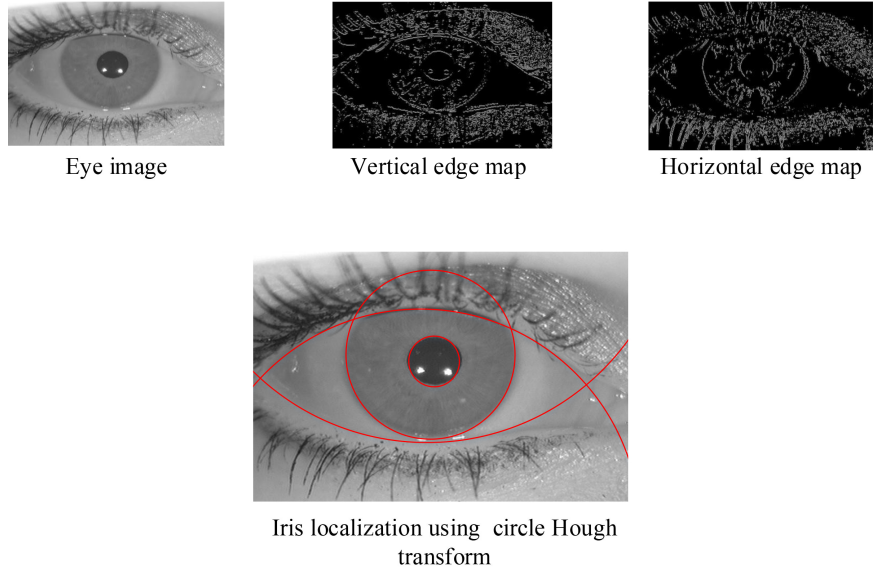 Eye image
Vertical edge map
Horizontal edge map
Iris localization using circle Hough
transform